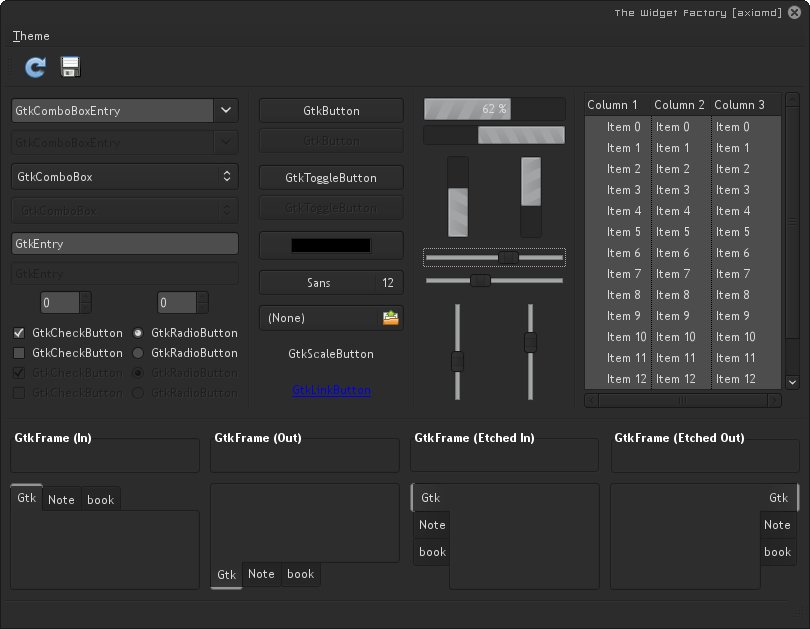 The Widget Factory [axiomd]
Theme
GtkComboBoxEntry
GtkComboBoxEntry
GtkComboBox
GtkComboBox
GtkEntry
GtkEntry
0 0
GtkCheckButton GtkRadioButton
GtkCheckButton GtkRadioButton
GtkCheckButton GtkRadioButton
GtkCheckButton GtkRadioButton
GtkButton
GtkButton
GtkToggleButton
GtkToggleButton
Sans 12
(None)
GtkScaleButton
GtkLinkButton
62 %
Column 1 Column 2 Column 3
Item 0 Item 0 Item 0
Item 1 Item 1 Item 1
Item 2 Item 2 Item 2
Item 3 Item 3 Item 3
Item 4 Item 4 Item 4
Item 5 Item 5 Item 5
Item 6 Item 6 Item 6
Item 7 Item 7 Item 7
Item 8 Item 8 Item 8
Item 9 Item 9 Item 9
Item 10 Item 10 Item 10
Item 11 Item 11 Item 11
Item 12 Item 12 Item 12
GtkFrame (In)
GtkFrame (Out)
GtkFrame (Etched In)
GtkFrame (Etched Out)
Gtk Note book
Gtk Note book
Gtk
Note
book
Gtk
Note
book